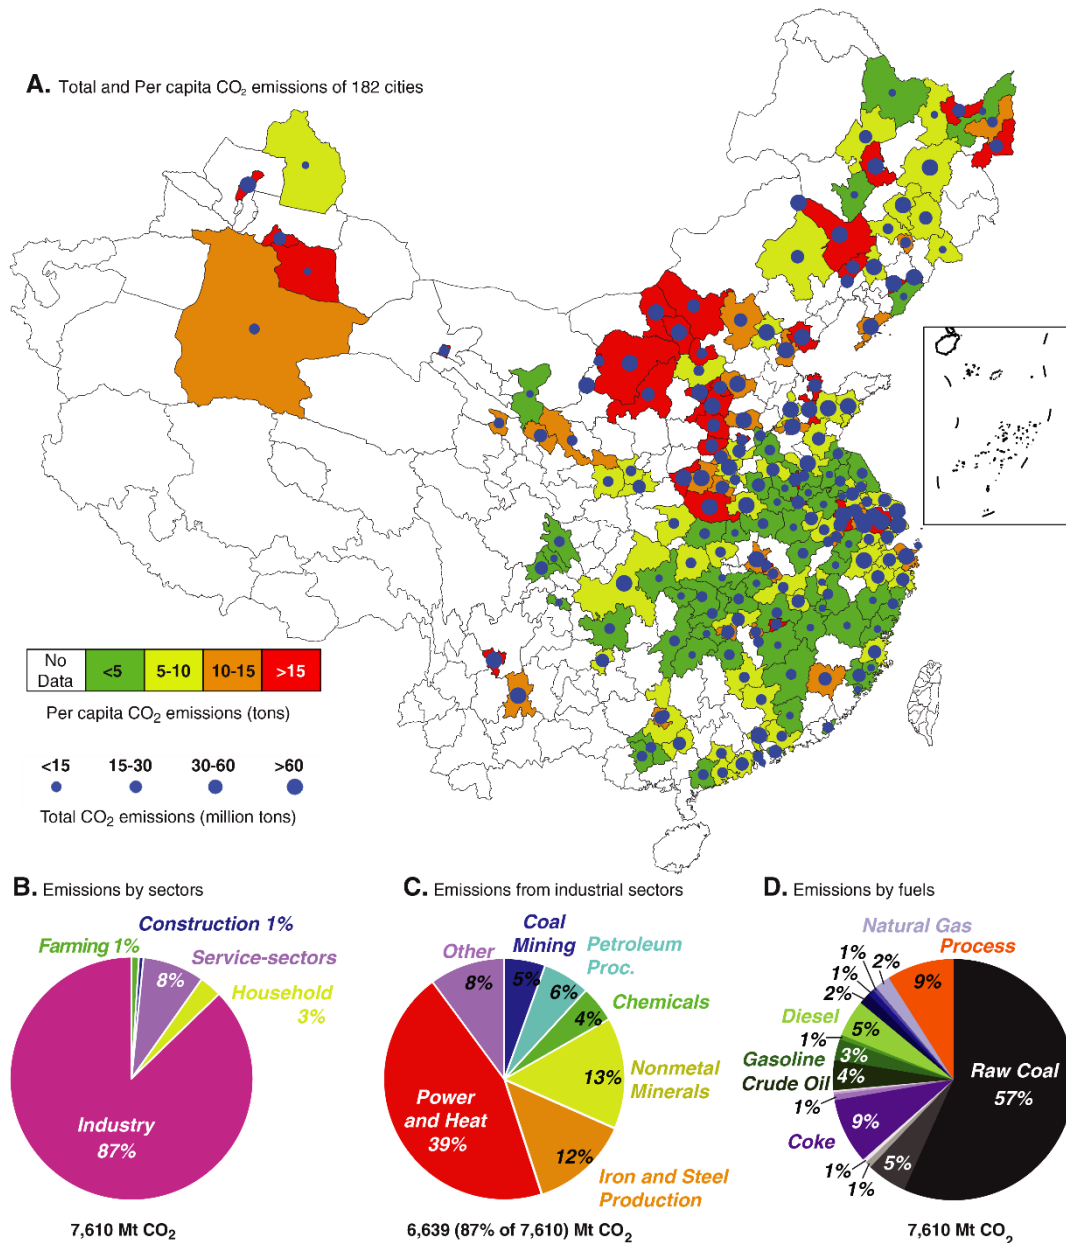 A. Total and Per capita CO₂ emissions of 182 cities
No
Data
<5
5-10
10-15
>15
Per capita CO₂ emissions (tons)
<15
15-30
30-60
>60
Total CO₂ emissions (million tons)
B. Emissions by sectors
Construction 1%
Farming 1%
Service-sectors
8%
Household
3%
Industry
87%
7,610 Mt CO₂
C. Emissions from industrial sectors
Coal
Mining
5%
Petroleum
Proc.
6%
Chemicals
4%
Nonmetal
Minerals
13%
Iron and Steel
Production
12%
Power
and Heat
39%
Other
8%
6,639 (87% of 7,610) Mt CO₂
D. Emissions by fuels
Natural Gas
2%
Process
9%
1%
1%
2%
Diesel
5%
1%
Gasoline
3%
Crude Oil
4%
1%
Coke
9%
1%
1%
5%
Raw Coal
57%
7,610 Mt CO₂